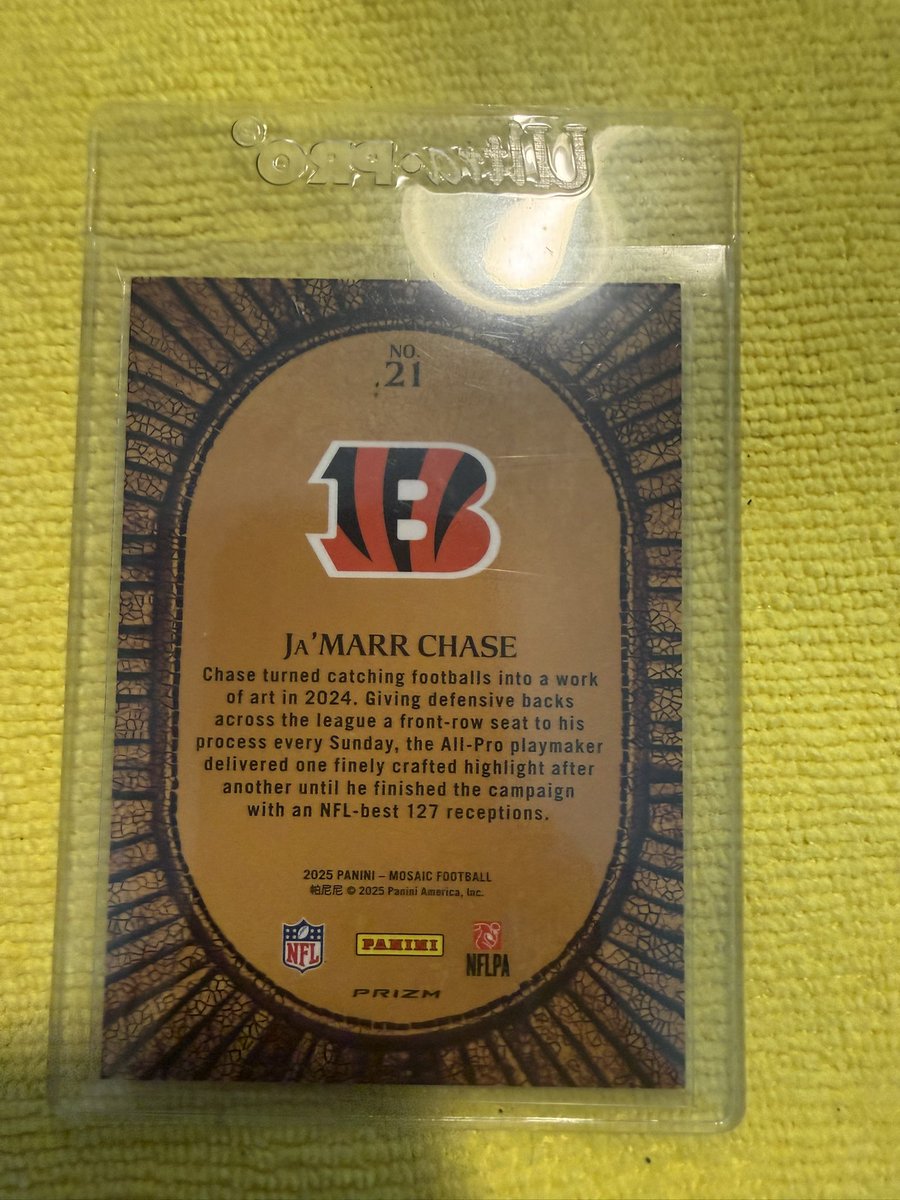 Ultra·PRO®
NO.
21
B
JA'MARR CHASE
Chase turned catching footballs into a work
of art in 2024. Giving defensive backs
across the league a front-row seat to his
process every Sunday, the All-Pro playmaker
delivered one finely crafted highlight after
another until he finished the campaign
with an NFL-best 127 receptions.
2025 PANINI – MOSAIC FOOTBALL
帕尼尼 © 2025 Panini America, Inc.
NFL
PANINI
NFLPA
PRIZM